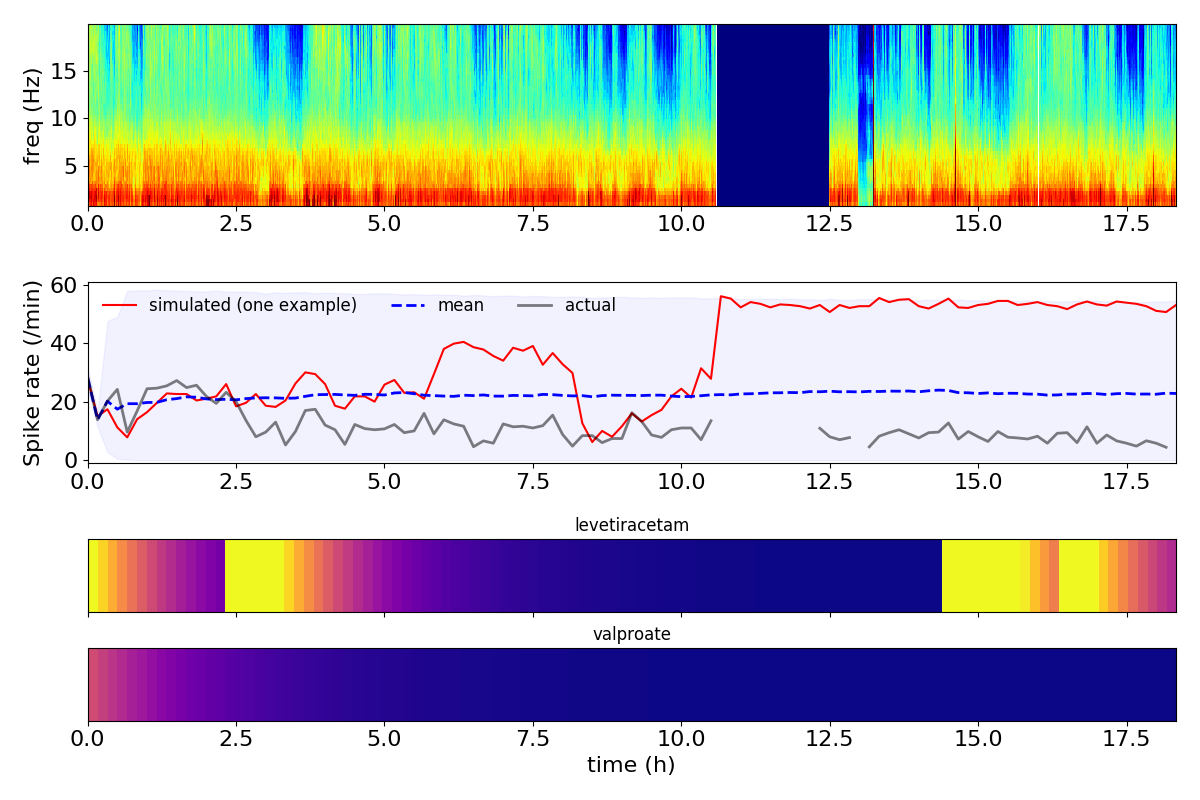 freq (Hz)
15
10
5
0.0 2.5 5.0 7.5 10.0 12.5 15.0 17.5
Spike rate (/min)
60
40
20
0
simulated (one example) mean actual
0.0 2.5 5.0 7.5 10.0 12.5 15.0 17.5
levetiracetam
valproate
0.0 2.5 5.0 7.5 10.0 12.5 15.0 17.5
time (h)